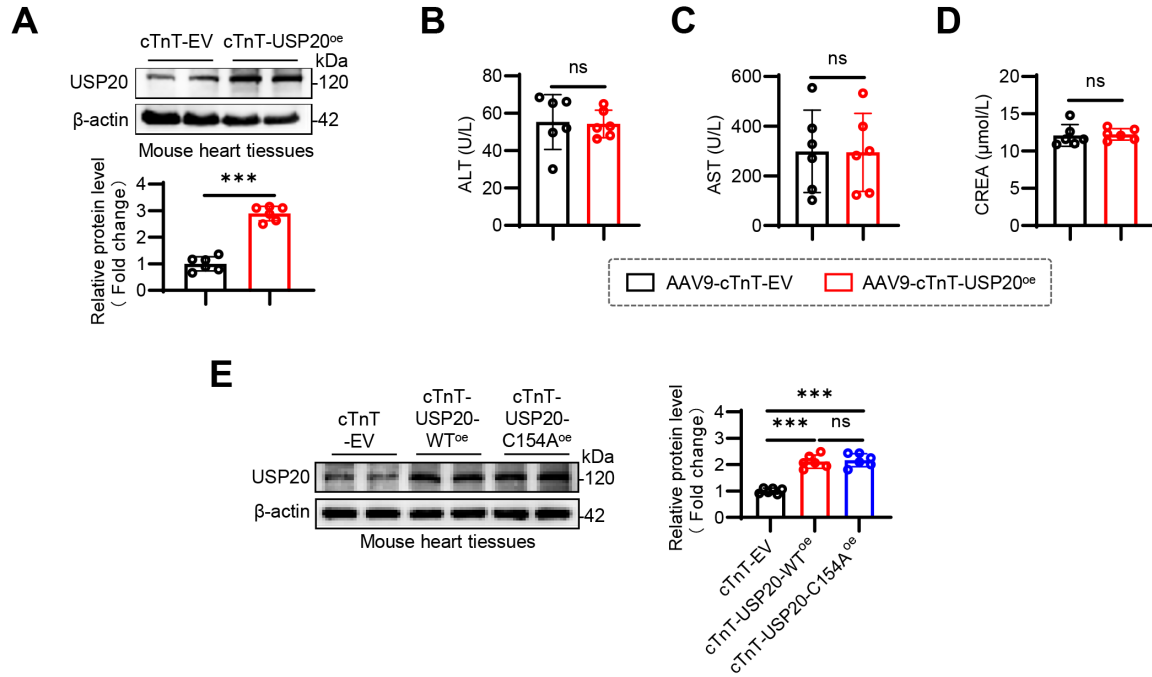 A
cTnT-EV cTnT-USP20oe
kDa
USP20
-120
β-actin
-42
Mouse heart tiessues
Relative protein level
( Fold change)
4
3
2
1
0
***
B
ALT (U/L)
80
60
40
20
0
ns
C
AST (U/L)
600
400
200
0
ns
D
CREA (μmol/L)
20
15
10
5
0
ns
AAV9-cTnT-EV AAV9-cTnT-USP20oe
E
cTnT
-EV
cTnT-
USP20-
WToe
cTnT-
USP20-
C154Aoe
kDa
USP20
-120
β-actin
-42
Mouse heart tiessues
Relative protein level
( Fold change)
4
3
2
1
0
***
***
ns
cTnT-EV
cTnT-USP20-WToe
cTnT-USP20-C154Aoe